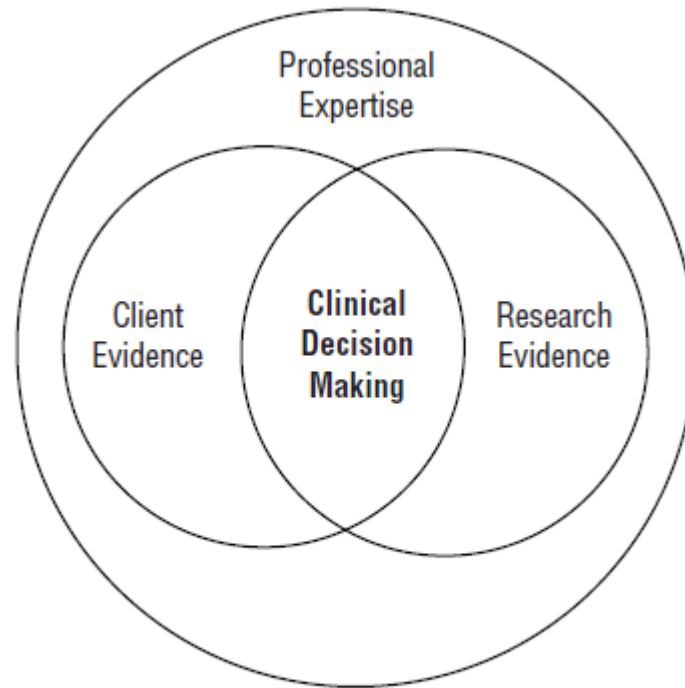 Professional
Expertise
Client
Evidence
Clinical
Decision
Making
Research
Evidence